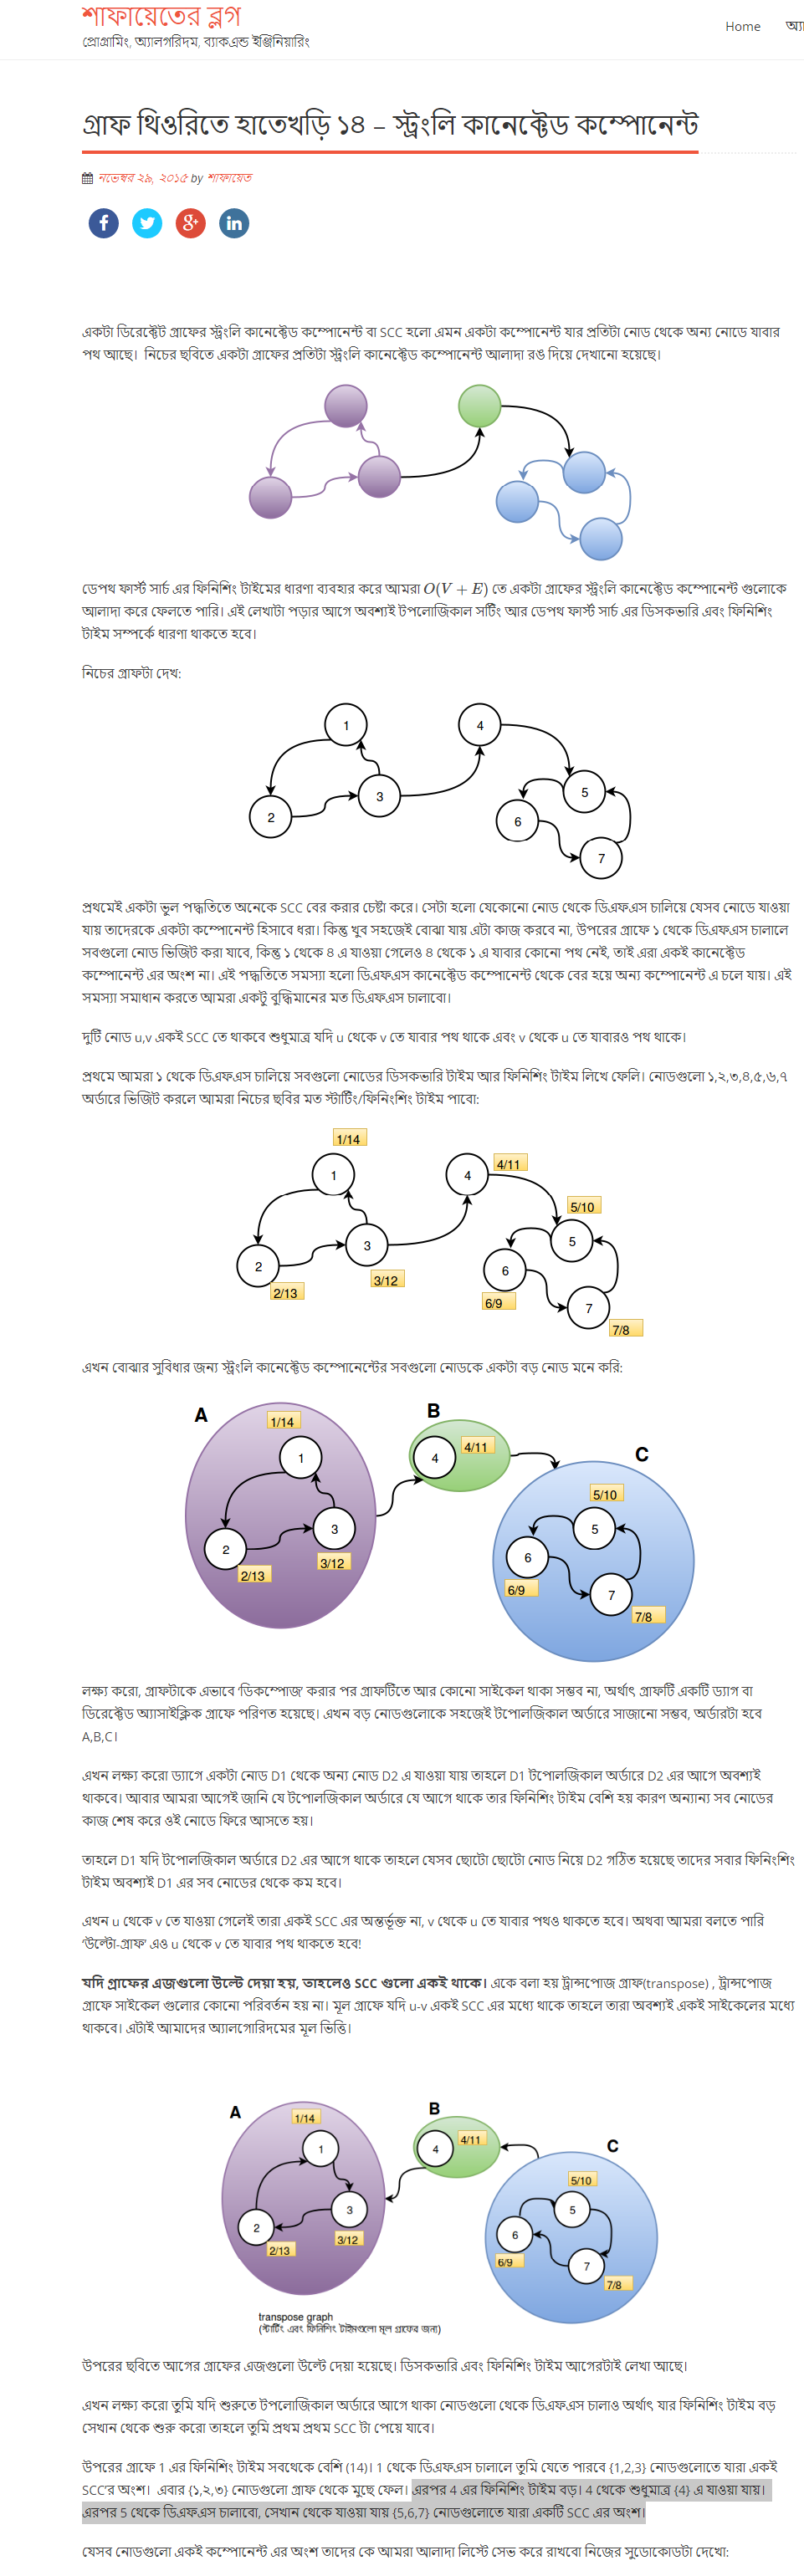 শাফায়েতের ব্লগ
প্রোগ্রামিং, অ্যালগরিদম, ব্যাকএন্ড ইঞ্জিনিয়ারিং
Home
গ্রাফ থিওরিতে হাতেখড়ি ১৪ – স্ট্রংলি কানেক্টেড কম্পোনেন্ট
নভেম্বর ২৯, ২০১৫ by শাফায়েত
একটা ডিরেক্টেট গ্রাফের স্ট্রংলি কানেক্টেড কম্পোনেন্ট বা SCC হলো এমন একটা কম্পোনেন্ট যার প্রতিটা নোড থেকে অন্য নোডে যাবার
পথ আছে। নিচের ছবিতে একটা গ্রাফের প্রতিটা স্ট্রংলি কানেক্টেড কম্পোনেন্ট আলাদা রঙ দিয়ে দেখানো হয়েছে।
ডেপথ ফার্স্ট সার্চ এর ফিনিশিং টাইমের ধারণা ব্যবহার করে আমরা O(V + E) তে একটা গ্রাফের স্ট্রংলি কানেক্টেড কম্পোনেন্ট গুলোকে
আলাদা করে ফেলতে পারি। এই লেখাটা পড়ার আগে অবশ্যই টপলোজিকাল সর্টিং আর ডেপথ ফার্স্ট সার্চ এর ডিসকভারি এবং ফিনিশিং
টাইম সম্পর্কে ধারণা থাকতে হবে।
নিচের গ্রাফটা দেখ:
1
4
2
3
5
6
7
প্রথমেই একটা ভুল পদ্ধতিতে অনেকে SCC বের করার চেষ্টা করে। সেটা হলো যেকোনো নোড থেকে ডিএফএস চালিয়ে যেসব নোডে যাওয়া
যায় তাদেরকে একটা কম্পোনেন্ট হিসাবে ধরা। কিন্তু খুব সহজেই বোঝা যায় এটা কাজ করবে না, উপরের গ্রাফে ১ থেকে ডিএফএস চালালে
সবগুলো নোড ভিজিট করা যাবে, কিন্তু ১ থেকে ৪ এ যাওয়া গেলেও ৪ থেকে ১ এ যাবার কোনো পথ নেই, তাই এরা একই কানেক্টেড
কম্পোনেন্ট এর অংশ না। এই পদ্ধতিতে সমস্যা হলো ডিএফএস কানেক্টেড কম্পোনেন্ট থেকে বের হয়ে অন্য কম্পোনেন্ট এ চলে যায়। এই
সমস্যা সমাধান করতে আমরা একটু বুদ্ধিমানের মত ডিএফএস চালাবো।
দুটি নোড u,v একই SCC তে থাকবে শুধুমাত্র যদি u থেকে v তে যাবার পথ থাকে এবং v থেকে u তে যাবারও পথ থাকে।
প্রথমে আমরা ১ থেকে ডিএফএস চালিয়ে সবগুলো নোডের ডিসকভারি টাইম আর ফিনিশিং টাইম লিখে ফেলি। নোডগুলো ১,২,৩,৪,৫,৬,৭
অর্ডারে ভিজিট করলে আমরা নিচের ছবির মত স্টার্টিং/ফিনিংশিং টাইম পাবো:
1/14
1
4
4/11
5/10
2
3
5
2/13
3/12
6
6/9
7
7/8
এখন বোঝার সুবিধার জন্য স্ট্রংলি কানেক্টেড কম্পোনেন্টের সবগুলো নোডকে একটা বড় নোড মনে করি:
A
B
1/14
1
4
4/11
C
5/10
2
3
5
2/13
3/12
6
6/9
7
7/8
লক্ষ্য করো, গ্রাফটাকে এভাবে ‘ডিকম্পোজ’ করার পর গ্রাফটিতে আর কোনো সাইকেল থাকা সম্ভব না, অর্থাৎ গ্রাফটি একটি ড্যাগ বা
ডিরেক্টেড অ্যাসাইক্লিক গ্রাফে পরিণত হয়েছে। এখন বড় নোডগুলোকে সহজেই টপোলজিকাল অর্ডারে সাজানো সম্ভব, অর্ডারটা হবে
A,B,C।
এখন লক্ষ্য করো ড্যাগে একটা নোড D1 থেকে অন্য নোড D2 এ যাওয়া যায় তাহলে D1 টপোলজিকাল অর্ডারে D2 এর আগে অবশ্যই
থাকবে। আবার আমরা আগেই জানি যে টপোলজিকাল অর্ডারে যে আগে থাকে তার ফিনিশিং টাইম বেশি হয় কারণ অন্যান্য সব নোডের
কাজ শেষ করে ওই নোডে ফিরে আসতে হয়।
তাহলে D1 যদি টপোলজিকাল অর্ডারে D2 এর আগে থাকে তাহলে যেসব ছোটো ছোটো নোড নিয়ে D2 গঠিত হয়েছে তাদের সবার ফিনিংশিং
টাইম অবশ্যই D1 এর সব নোডের থেকে কম হবে।
এখন u থেকে v তে যাওয়া গেলেই তারা একই SCC এর অন্তর্ভূক্ত না, v থেকে u তে যাবার পথও থাকতে হবে। অথবা আমরা বলতে পারি
‘উল্টো-গ্রাফ’ এও u থেকে v তে যাবার পথ থাকতে হবে!
যদি গ্রাফের এজগুলো উল্টে দেয়া হয়, তাহলেও SCC গুলো একই থাকে। একে বলা হয় ট্রান্সপোজ গ্রাফ(transpose) , ট্রান্সপোজ
গ্রাফে সাইকেল গুলোর কোনো পরিবর্তন হয় না। মূল গ্রাফে যদি u-v একই SCC এর মধ্যে থাকে তাহলে তারা অবশ্যই একই সাইকেলের মধ্যে
থাকবে। এটাই আমাদের অ্যালগোরিদমের মূল ভিত্তি।
A
B
1/14
1
4
4/11
C
5/10
2
3
5
2/13
3/12
6
6/9
7
7/8
transpose graph
(স্টার্টিং এবং ফিনিশিং টাইমগুলো মূল গ্রাফের জন্য)
উপরের ছবিতে আগের গ্রাফের এজগুলো উল্টে দেয়া হয়েছে। ডিসকভারি এবং ফিনিশিং টাইম আগেরটাই লেখা আছে।
এখন লক্ষ্য করো তুমি যদি শুরুতে টপলোজিকাল অর্ডারে আগে থাকা নোডগুলো থেকে ডিএফএস চালাও অর্থাৎ যার ফিনিশিং টাইম বড়
সেখান থেকে শুরু করো তাহলে তুমি প্রথম প্রথম SCC টা পেয়ে যাবে।
উপরের গ্রাফে 1 এর ফিনিশিং টাইম সবথেকে বেশি (14)। 1 থেকে ডিএফএস চালালে তুমি যেতে পারবে {1,2,3} নোডগুলোতে যারা একই
SCC'র অংশ। এবার {১,২,৩} নোডগুলো গ্রাফ থেকে মুছে ফেল। এরপর 4 এর ফিনিশিং টাইম বড়। 4 থেকে শুধুমাত্র {4} এ যাওয়া যায়।
এরপর 5 থেকে ডিএফএস চালাবো, সেখান থেকে যাওয়া যায় {5,6,7} নোডগুলোতে যারা একটি SCC এর অংশ।
যেসব নোডগুলো একই কম্পোনেন্ট এর অংশ তাদের কে আমরা আলাদা লিস্টে সেভ করে রাখবো নিজের সুডোকোডটা দেখো: